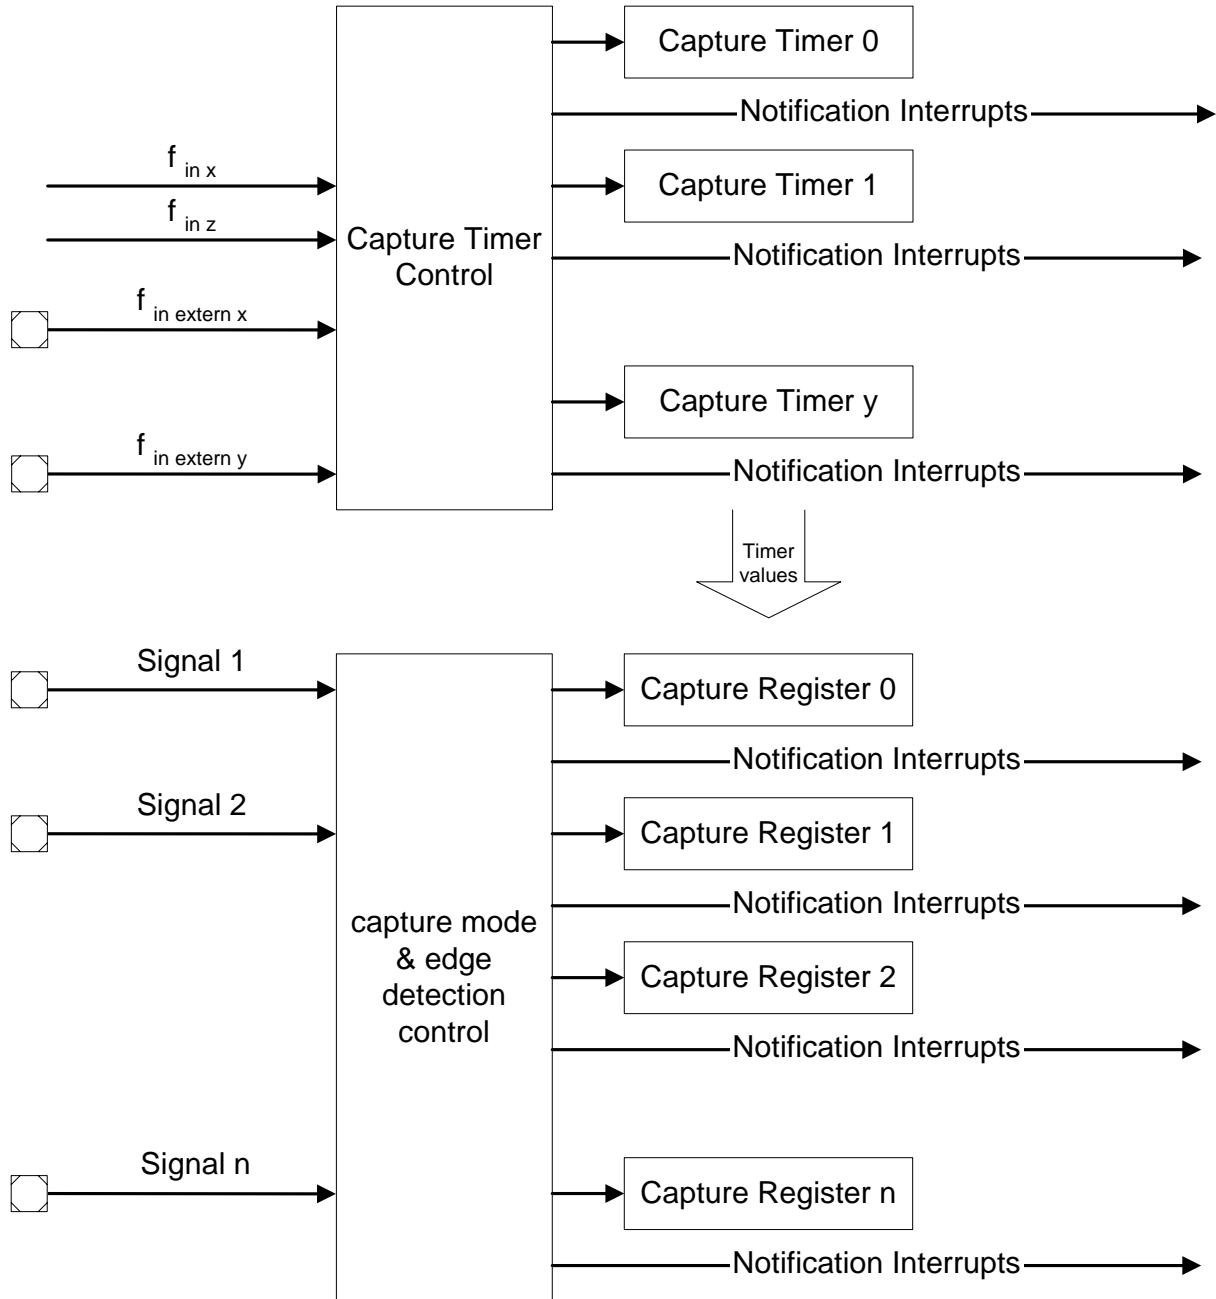 Capture Timer 0
Notification Interrupts
f in x
Capture Timer 1
f in z
Capture Timer
Control
Notification Interrupts
f in extern x
Capture Timer y
f in extern y
Notification Interrupts
Timer
values
Signal 1
Capture Register 0
Notification Interrupts
Signal 2
Capture Register 1
Notification Interrupts
capture mode
& edge
detection
control
Capture Register 2
Notification Interrupts
Signal n
Capture Register n
Notification Interrupts